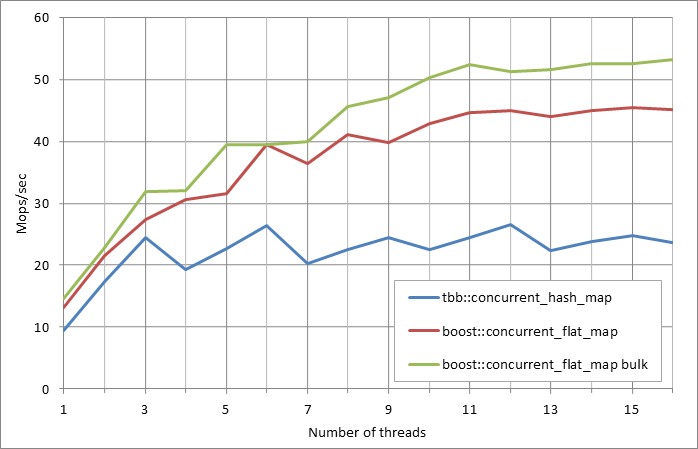 60
50
40
30
20
10
0
Mops/sec
1 3 5 7 9 11 13 15
Number of threads
tbb::concurrent_hash_map
boost::concurrent_flat_map
boost::concurrent_flat_map bulk